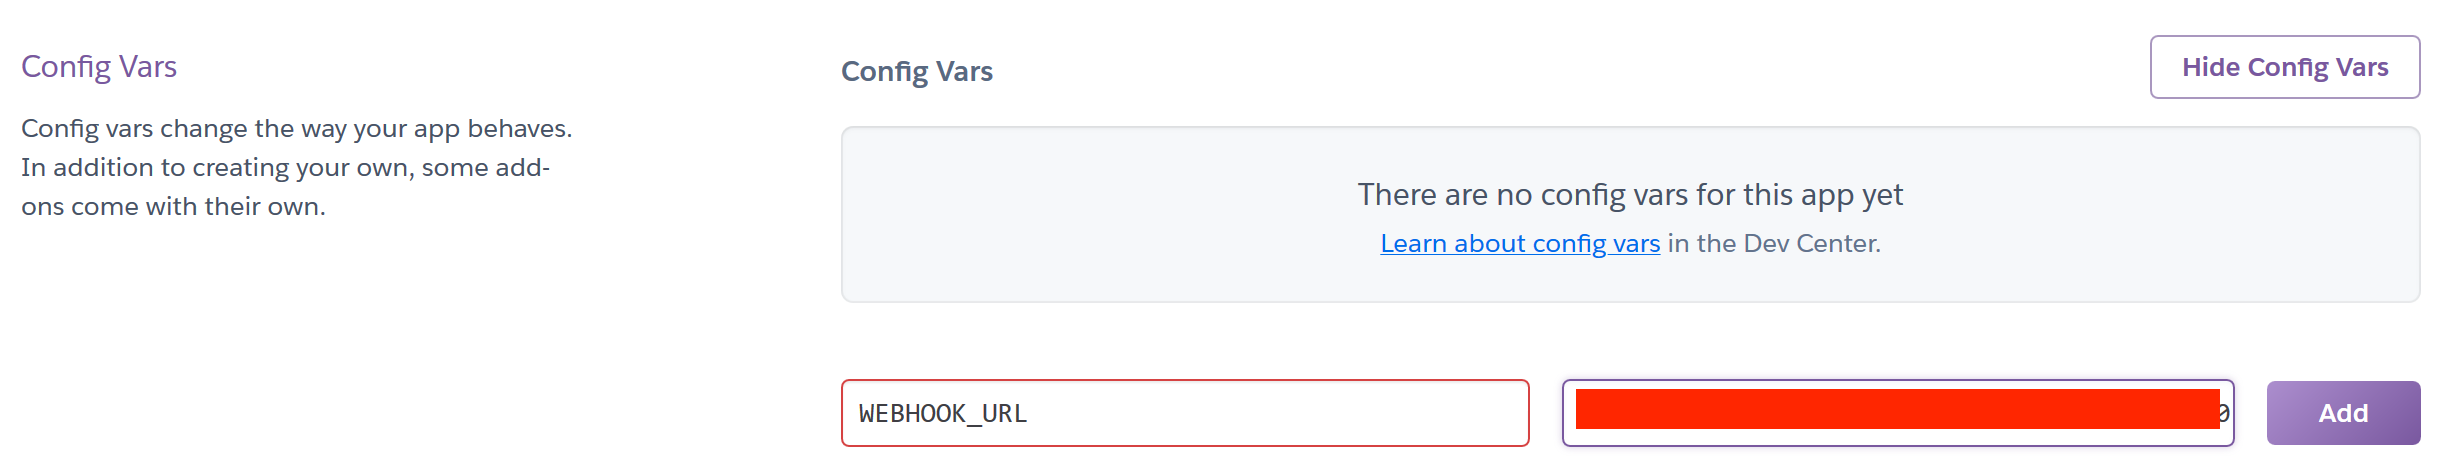 Config Vars
Config vars change the way your app behaves.
In addition to creating your own, some add-
ons come with their own.
Config Vars
Hide Config Vars
There are no config vars for this app yet
Learn about config vars in the Dev Center.
WEBHOOK_URL
0
Add